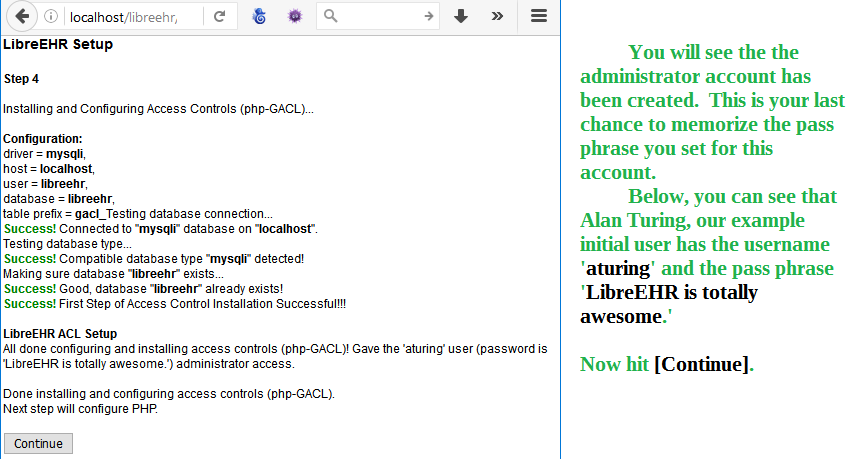 localhost/libreehr,
LibreEHR Setup
Step 4
Installing and Configuring Access Controls (php-GACL)...
Configuration:
driver = mysqli,
host = localhost,
user = libreehr,
database = libreehr,
table prefix = gacl_Testing database connection...
Success! Connected to "mysqli" database on "localhost".
Testing database type...
Success! Compatible database type "mysqli" detected!
Making sure database "libreehr" exists...
Success! Good, database "libreehr" already exists!
Success! First Step of Access Control Installation Successful!!!
LibreEHR ACL Setup
All done configuring and installing access controls (php-GACL)! Gave the 'aturing' user (password is
'LibreEHR is totally awesome.') administrator access.
Done installing and configuring access controls (php-GACL).
Next step will configure PHP.
Continue
You will see the the
administrator account has
been created.  This is your last
chance to memorize the pass
phrase you set for this
account.
Below, you can see that
Alan Turing, our example
initial user has the username
'aturing' and the pass phrase
'LibreEHR is totally
awesome.'
Now hit [Continue].